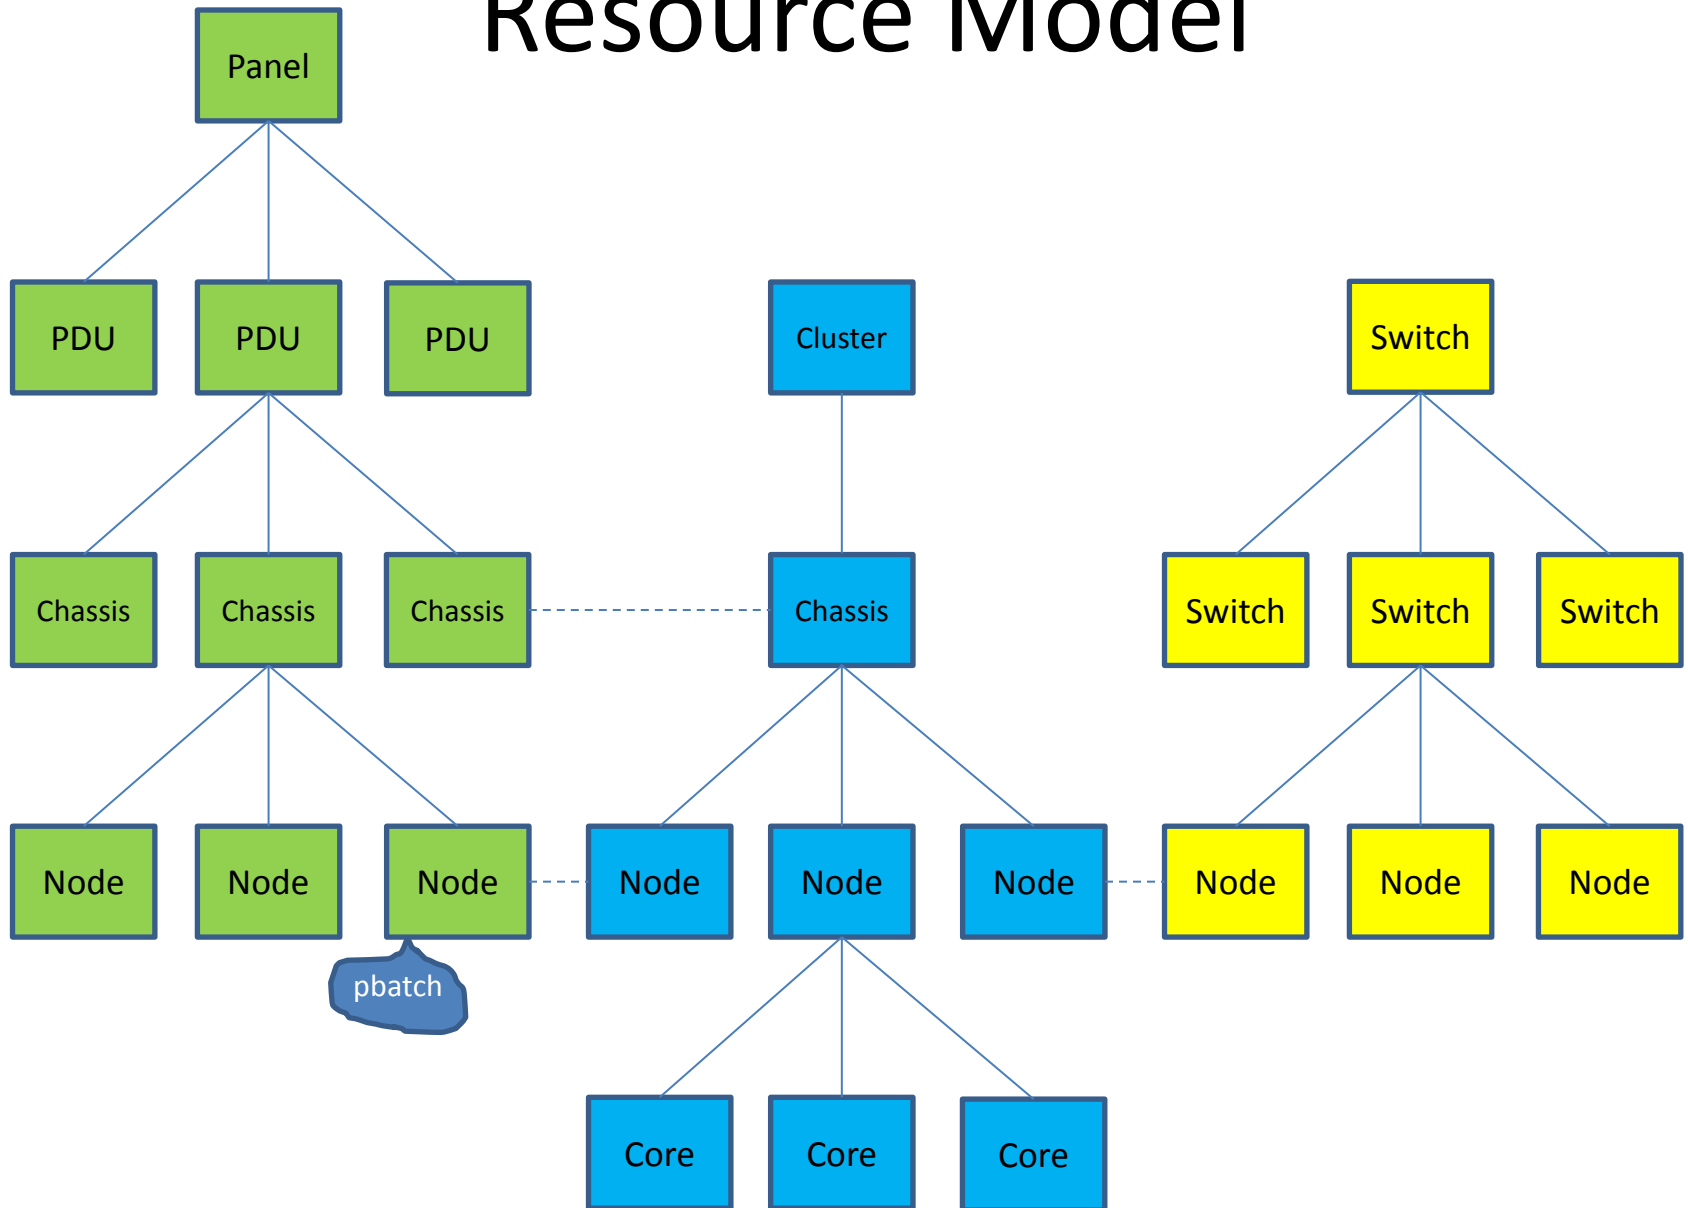 Resource Model
Panel
PDU
PDU
PDU
Cluster
Switch
Chassis
Chassis
Chassis
Chassis
Switch
Switch
Switch
Node
Node
Node
Node
Node
Node
Node
Node
Node
pbatch
Core
Core
Core